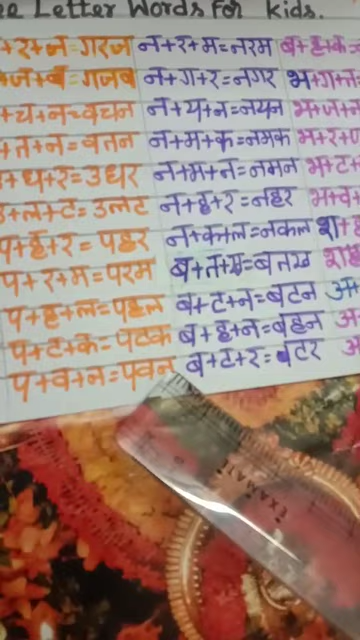 ee Letter Words For Kids.
+र+ज=गरज न+र+म=नरम ब+ह+क=
+ज+ब=गजब न+ग+र=नगर भ+ग+
+च+न=वचन न+य+न=नयन भ+ज+
+त+न=वतन न+म+क=नमक भ+र+
+ध+र=उधर न+म+न=नमन भ+ट+
+ल+ट=उलट न+ह+र=नहर भ+व+
प+ह+र=पहर न+क+ल=नकल श+ह
प+र+म=परम ब+त+ख=बतख
प+ह+ल=पहल ब+ट+न=बटन अ+
प+ट+क=पटक ब+ह+न=बहन अ+
प+व+न=पवन ब+ट+र=बटर अ
EXAMATE